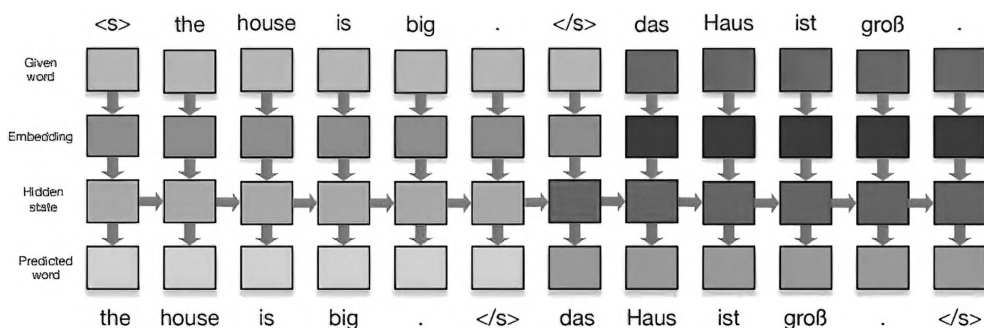 <s> the house is big . </s> das Haus ist groß .
Given
word
Embedding
Hidden
state
Predicted
word
the house is big . </s> das Haus ist groß . </s>